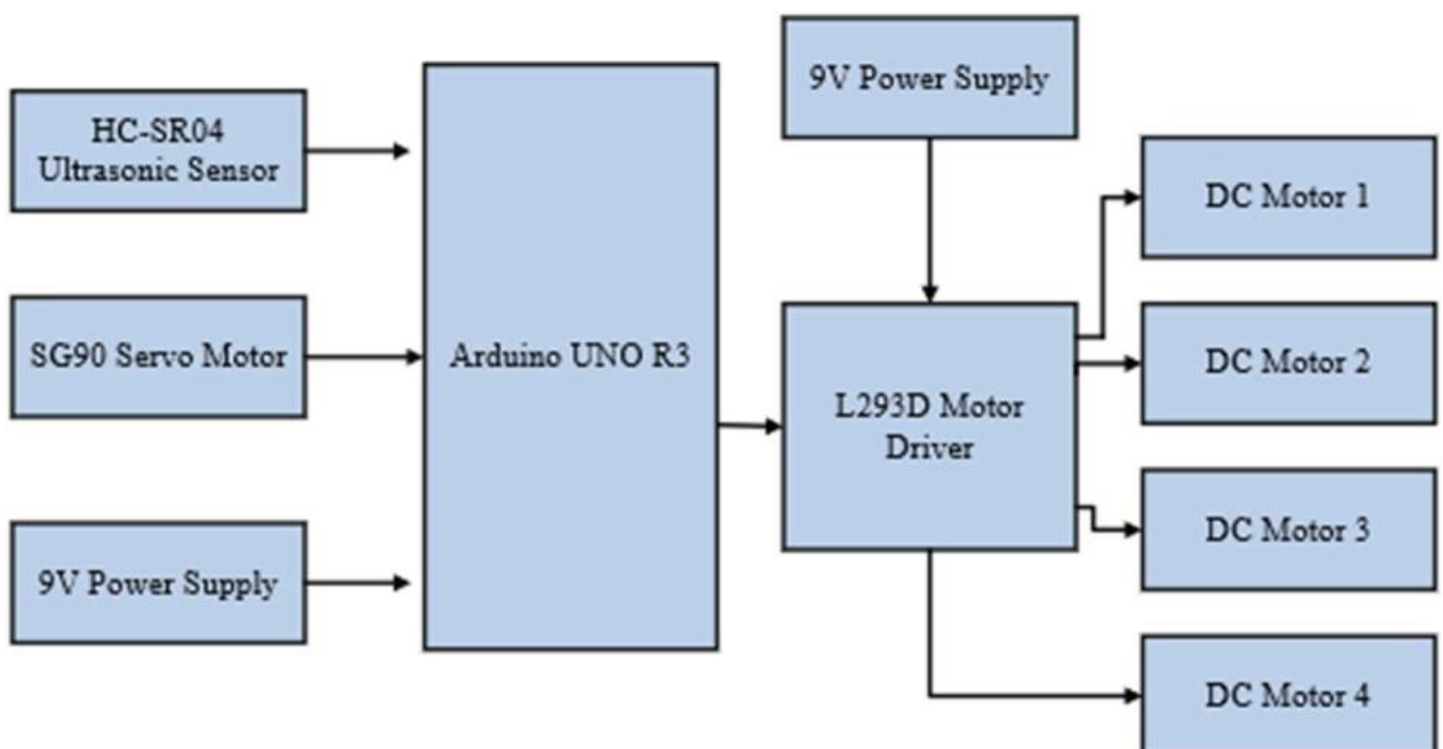 HC-SR04
Ultrasonic Sensor
SG90 Servo Motor
9V Power Supply
Arduino UNO R3
9V Power Supply
L293D Motor
Driver
DC Motor 1
DC Motor 2
DC Motor 3
DC Motor 4